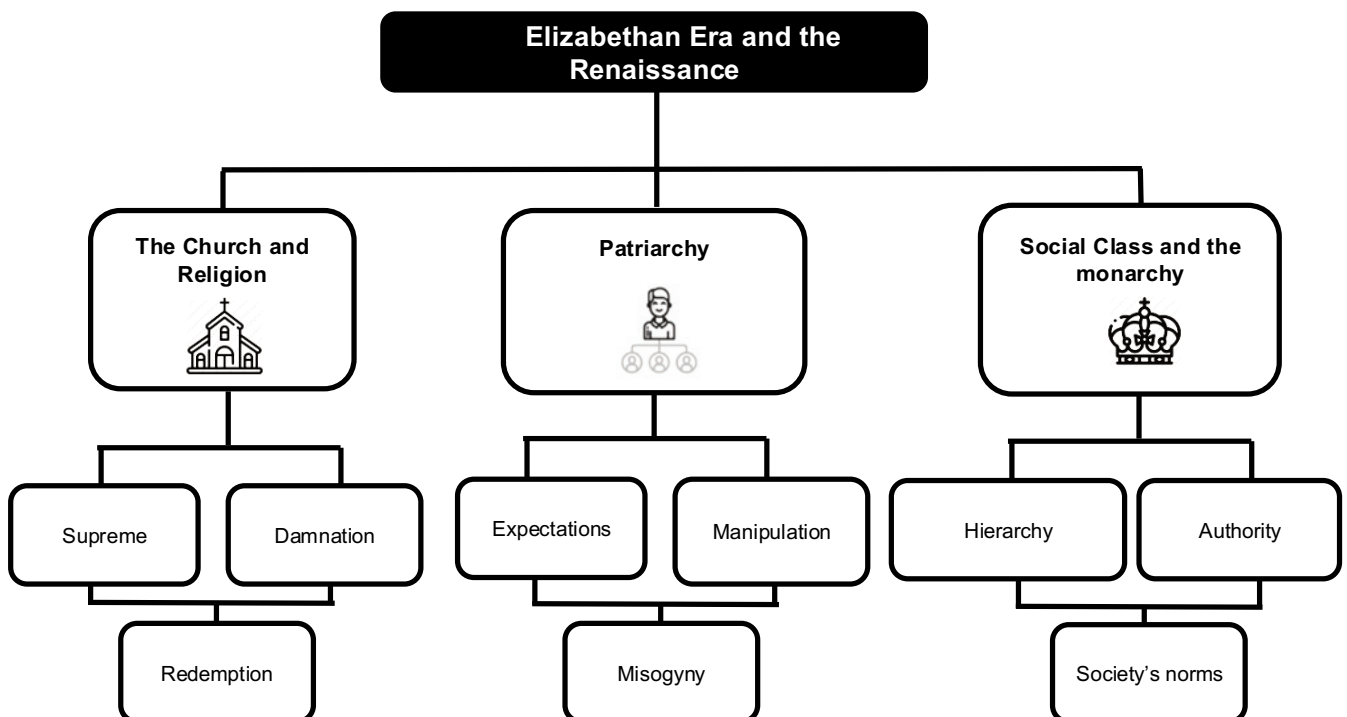 Elizabethan Era and the
Renaissance
The Church and
Religion
Patriarchy
Social Class and the
monarchy
Supreme
Damnation
Expectations
Manipulation
Hierarchy
Authority
Redemption
Misogyny
Society’s norms